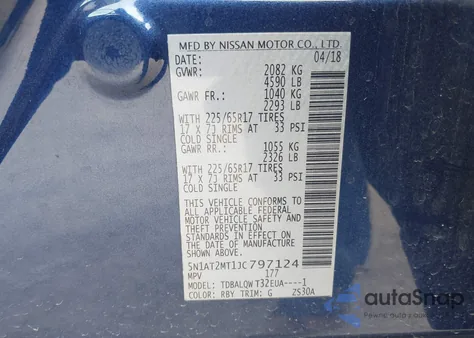 MFD BY NISSAN MOTOR CO., LTD.
DATE: 04/18
GVWR: 2082 KG
4590 LB
GAWR FR.: 1040 KG
2293 LB
WITH 225/65R17 TIRES
17 X 7J RIMS AT 33 PSI
COLD SINGLE
GAWR RR.: 1055 KG
2326 LB
WITH 225/65R17 TIRES
17 X 7J RIMS AT 33 PSI
COLD SINGLE
THIS VEHICLE CONFORMS TO
ALL APPLICABLE FEDERAL
MOTOR VEHICLE SAFETY AND
THEFT PREVENTION
STANDARDS IN EFFECT ON
THE DATE OF MANUFACTURE
SHOWN ABOVE.
5N1AT2MT1JC797124
MPV 177
MODEL: TDBALQW T32EUA----1
COLOR: RBY TRIM: G ZS30A
autoSnap
www.autosnap.com